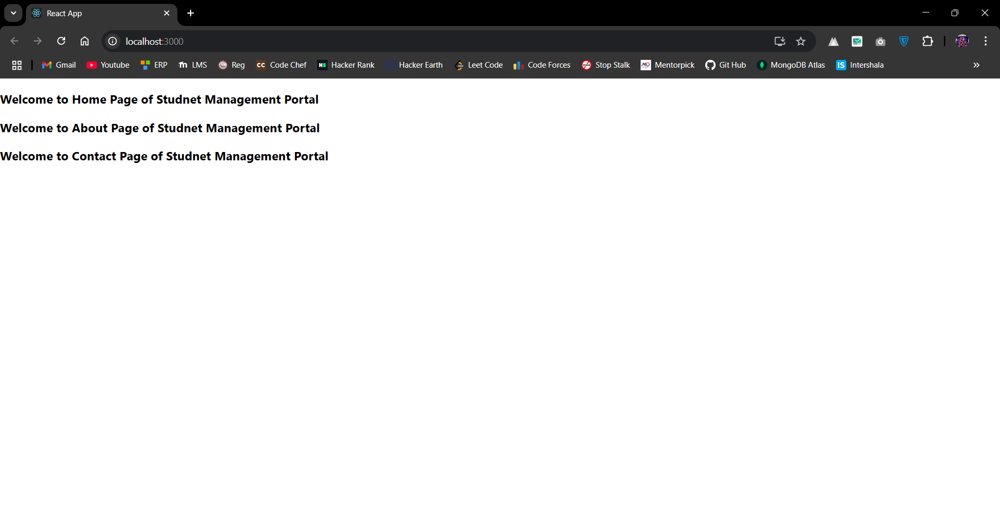 React App
localhost:3000
Gmail Youtube ERP LMS Reg CC Code Chef Hacker Rank Hacker Earth Leet Code Code Forces Stop Stalk Mentorpick Git Hub MongoDB Atlas IS Intershala
Welcome to Home Page of Studnet Management Portal
Welcome to About Page of Studnet Management Portal
Welcome to Contact Page of Studnet Management Portal